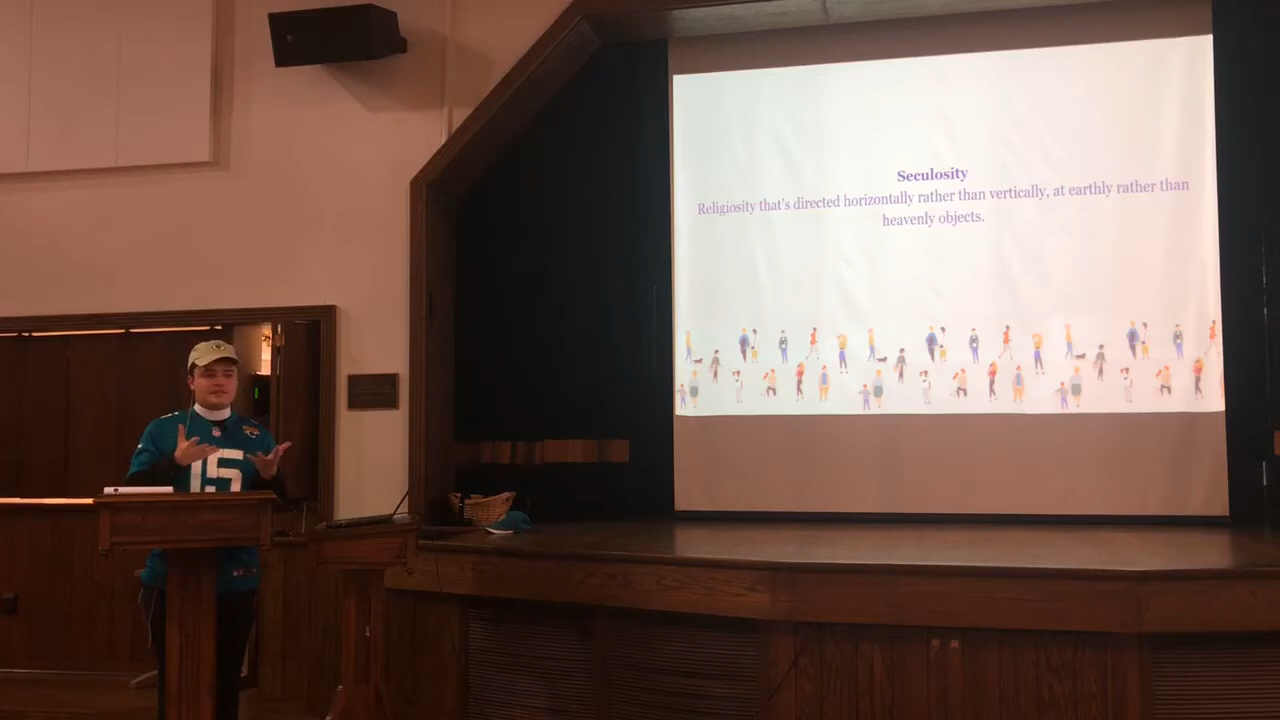 Seculosity
Religiosity that's directed horizontally rather than vertically, at earthly rather than
heavenly objects.
15